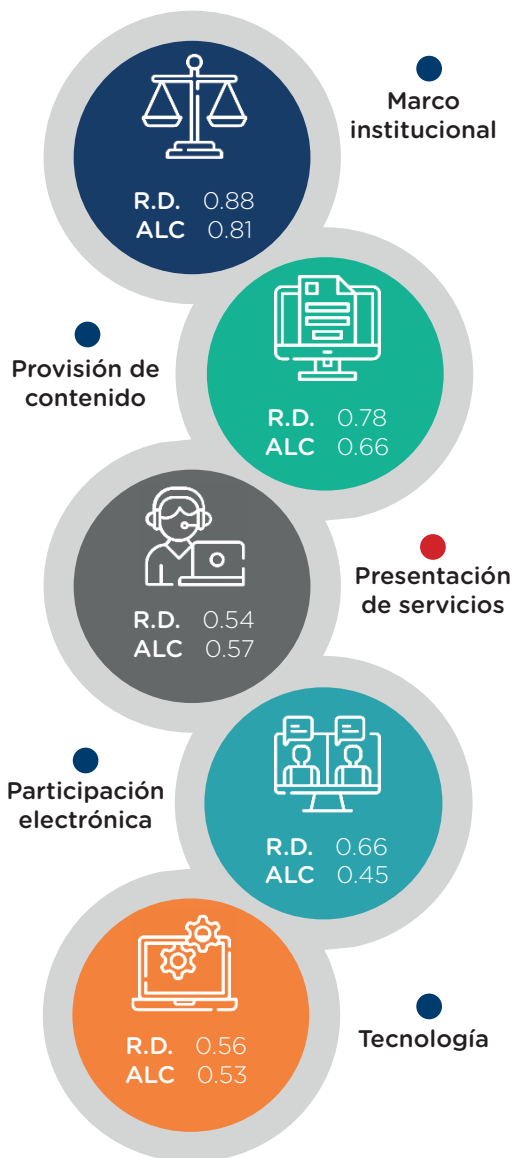 Marco
institucional
R.D. 0.88
ALC 0.81
Provisión de
contenido
R.D. 0.78
ALC 0.66
Presentación
de servicios
R.D. 0.54
ALC 0.57
Participación
electrónica
R.D. 0.66
ALC 0.45
Tecnología
R.D. 0.56
ALC 0.53